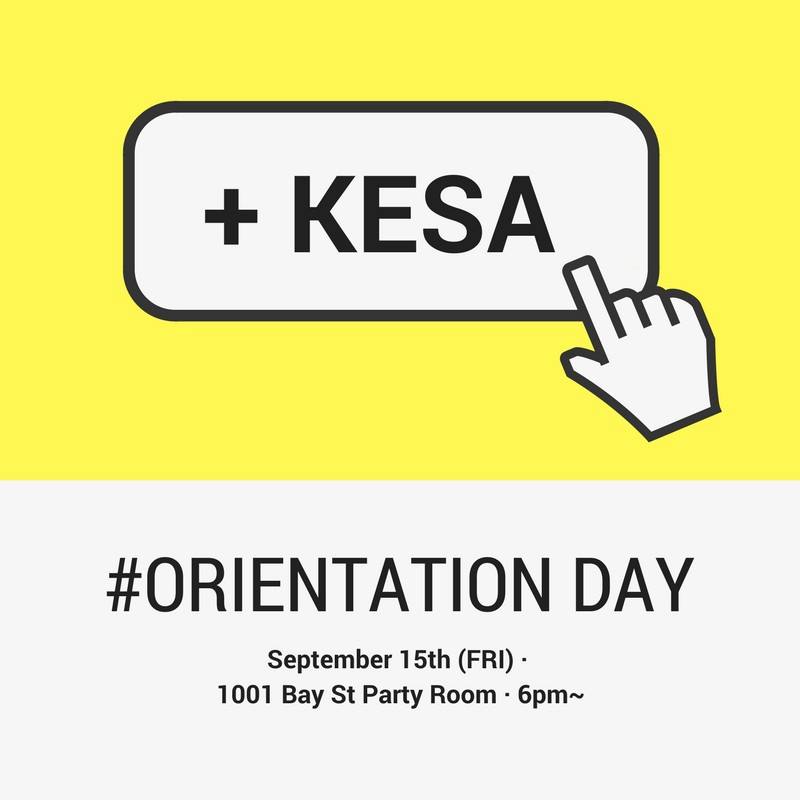 + KESA
#ORIENTATION DAY
September 15th (FRI) ·
1001 Bay St Party Room · 6pm~